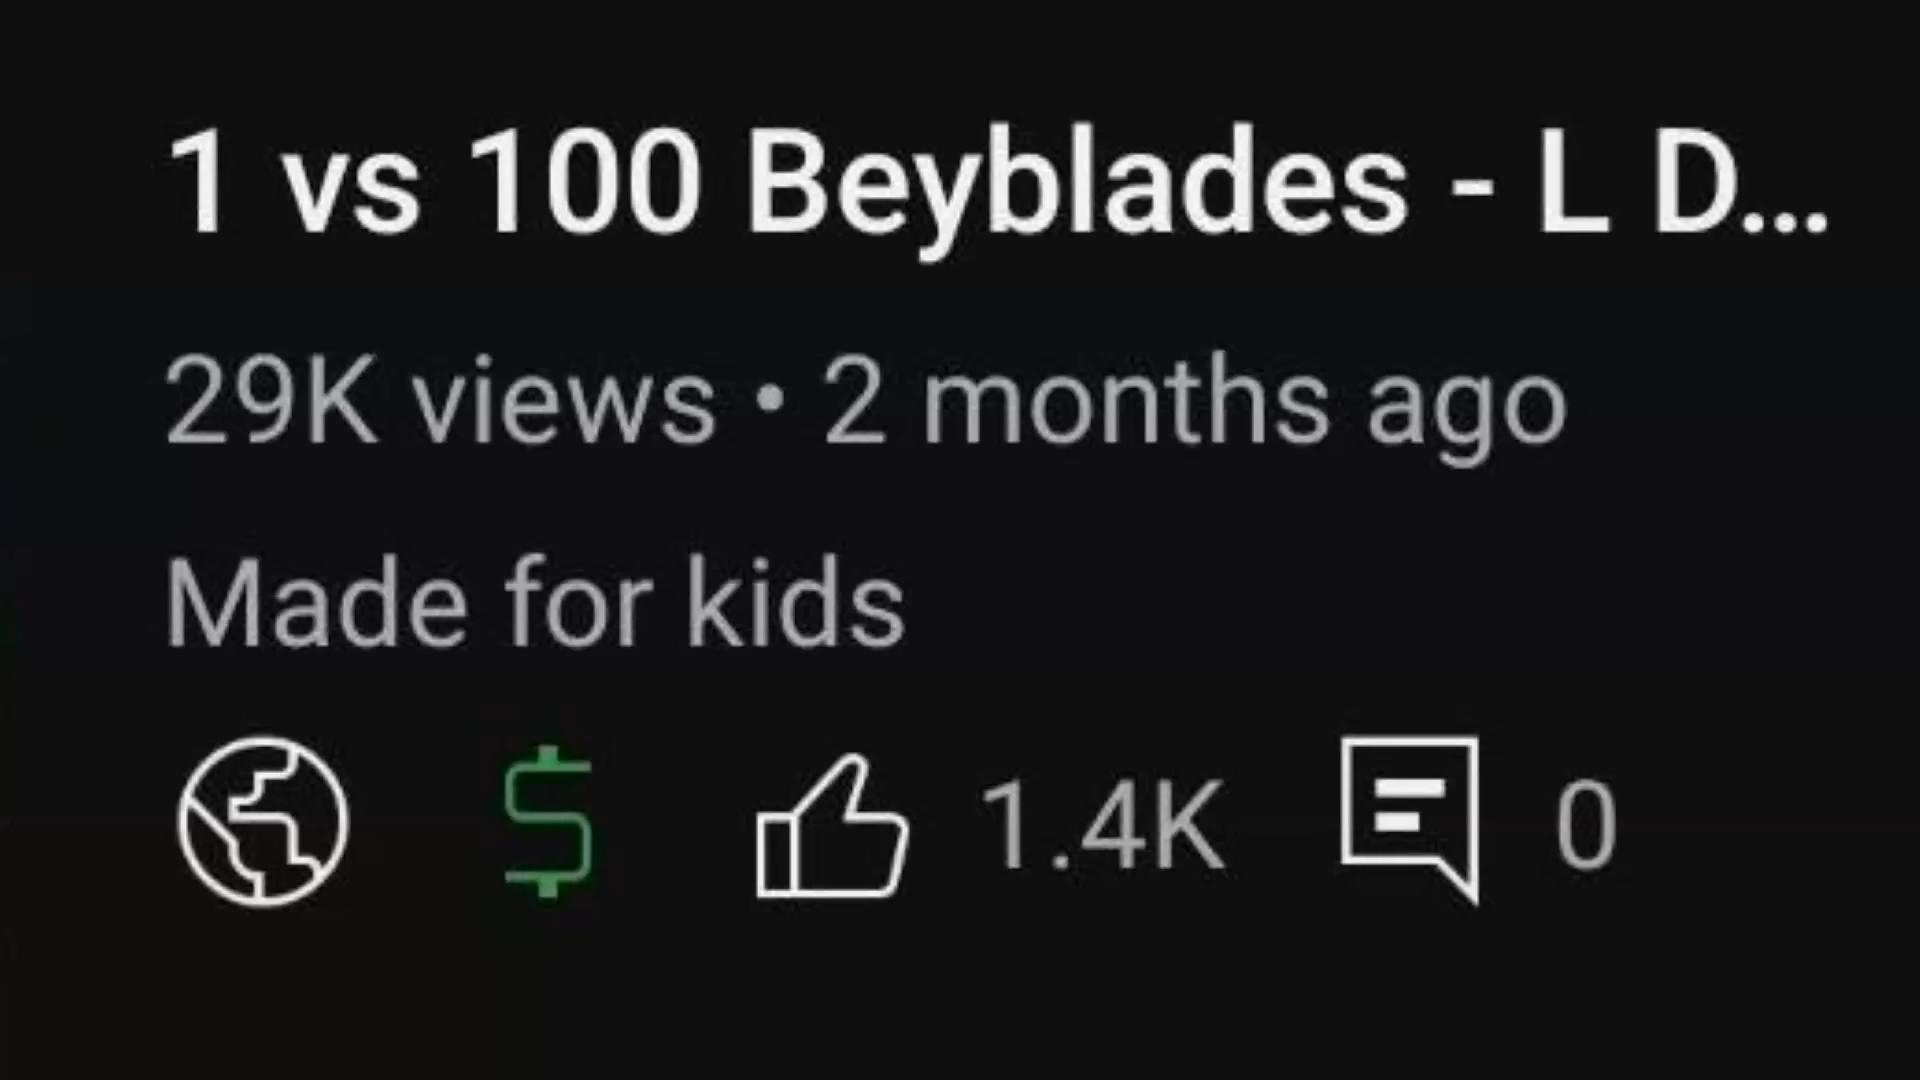 1 vs 100 Beyblades - L D...
29K views • 2 months ago
Made for kids
$ 1.4K 0